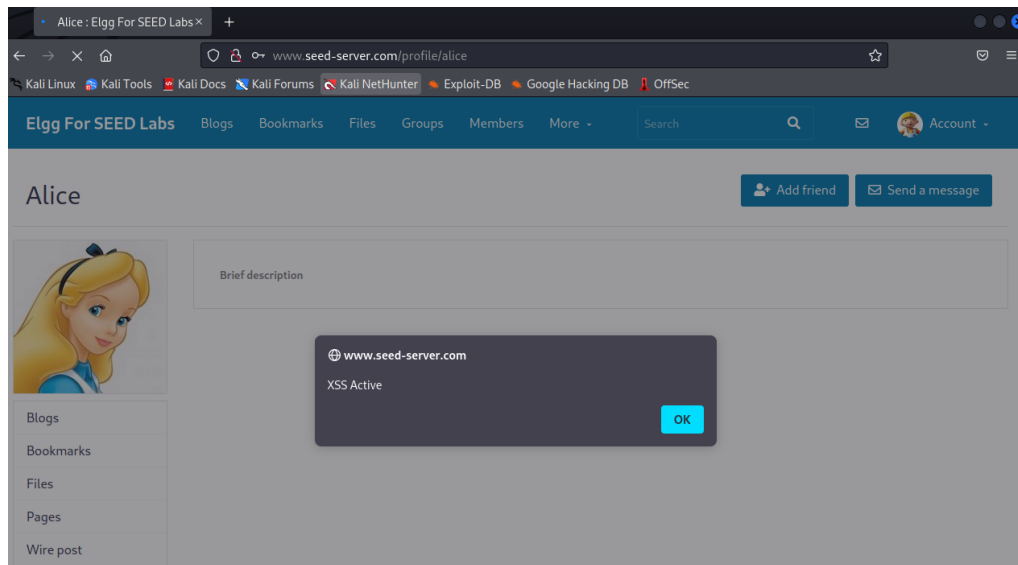 Alice : Elgg For SEED Labs × +
www.seed-server.com/profile/alice
Kali Linux Kali Tools Kali Docs Kali Forums Kali NetHunter Exploit-DB Google Hacking DB OffSec
Elgg For SEED Labs Blogs Bookmarks Files Groups Members More Search Account
Alice Add friend Send a message
Brief description
www.seed-server.com
XSS Active
OK
Blogs
Bookmarks
Files
Pages
Wire post